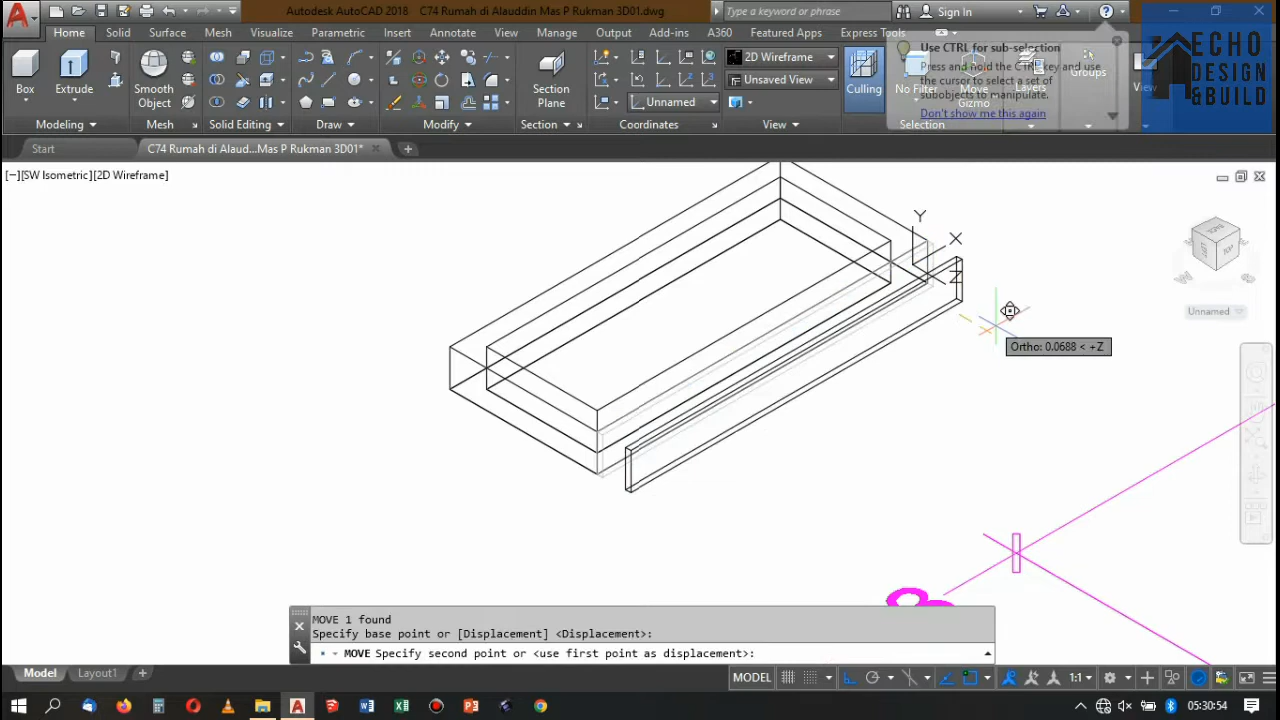 Autodesk AutoCAD 2018 C74 Rumah di Alauddin Mas P Rukman 3D01.dwg
Type a keyword or phrase
Sign In
Home Solid Surface Mesh Visualize Parametric Insert Annotate View Manage Output Add-ins A360 Featured Apps Express Tools
Box
Extrude
Smooth
Object
Section
Plane
2D Wireframe
Unsaved View
Unnamed
Culling
No Filter
Move
Gizmo
Layers
Groups
View
Use CTRL for sub-selection
Press and hold the CTRL key and use
the cursor to select a set of
subobjects to manipulate.
Don't show me this again
ECHO
DESIGN
&BUILD
Modeling Mesh Solid Editing Draw Modify Section Coordinates View Selection
Start
C74 Rumah di Alaud...Mas P Rukman 3D01*
[−][SW Isometric][2D Wireframe]
Y
X
Z
TOP
Unnamed
Ortho: 0.0688 < +Z
MOVE 1 found
Specify base point or [Displacement] <Displacement>:
MOVE Specify second point or <use first point as displacement>:
Model Layout1
MODEL
1:1
05:30:54